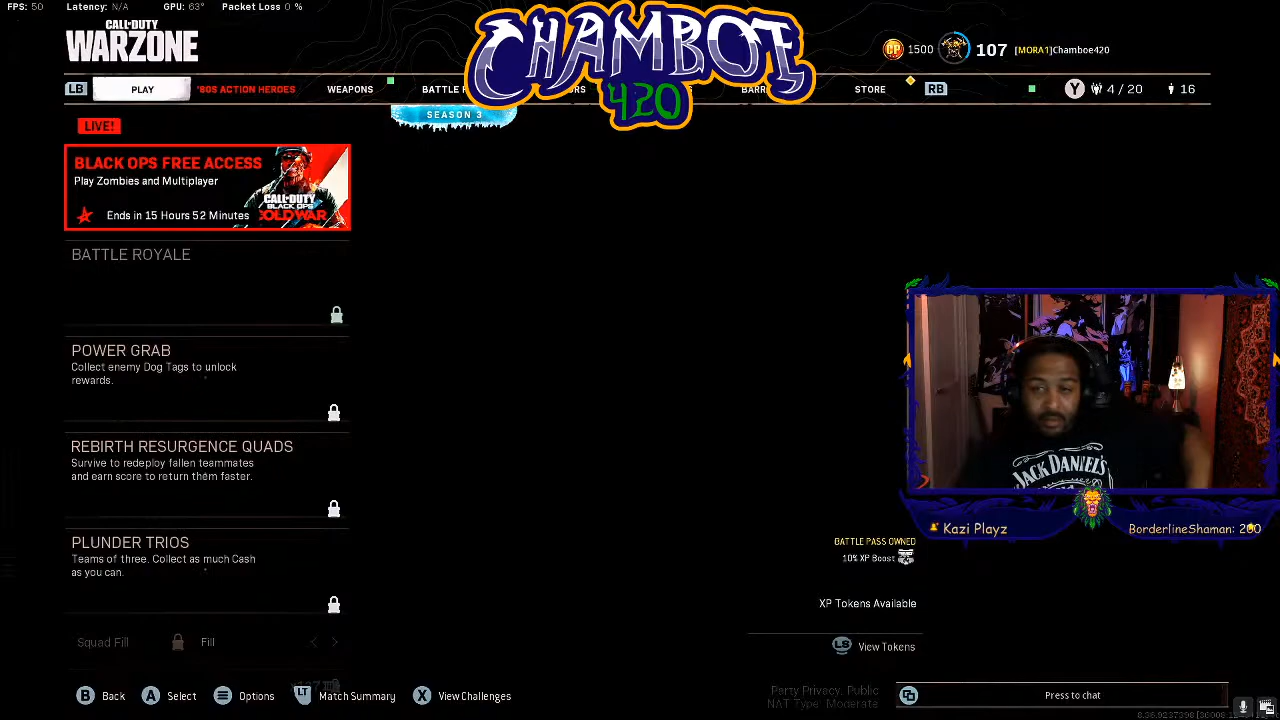 FPS: 50 Latency: N/A GPU: 63° Packet Loss 0 %
CALL·DUTY
WARZONE
CHAMBOE
420
CP 1500 107 [MORA1]Chamboe420
LB PLAY '80S ACTION HEROES WEAPONS BATTLE STORE RB Y 4 / 20 16
SEASON 3
LIVE!
BLACK OPS FREE ACCESS
Play Zombies and Multiplayer
CALL·DUTY
BLACK OPS
COLD WAR
Ends in 15 Hours 52 Minutes
BATTLE ROYALE
POWER GRAB
Collect enemy Dog Tags to unlock
rewards.
REBIRTH RESURGENCE QUADS
Survive to redeploy fallen teammates
and earn score to return them faster.
PLUNDER TRIOS
Teams of three. Collect as much Cash
as you can.
Squad Fill Fill
JACK DANIEL'S
Kazi Playz BorderlineShaman: 200
BATTLE PASS OWNED
10% XP Boost
XP Tokens Available
LS View Tokens
Party Privacy: Public
NAT Type: Moderate
B Back A Select Options LT Match Summary X View Challenges Press to chat